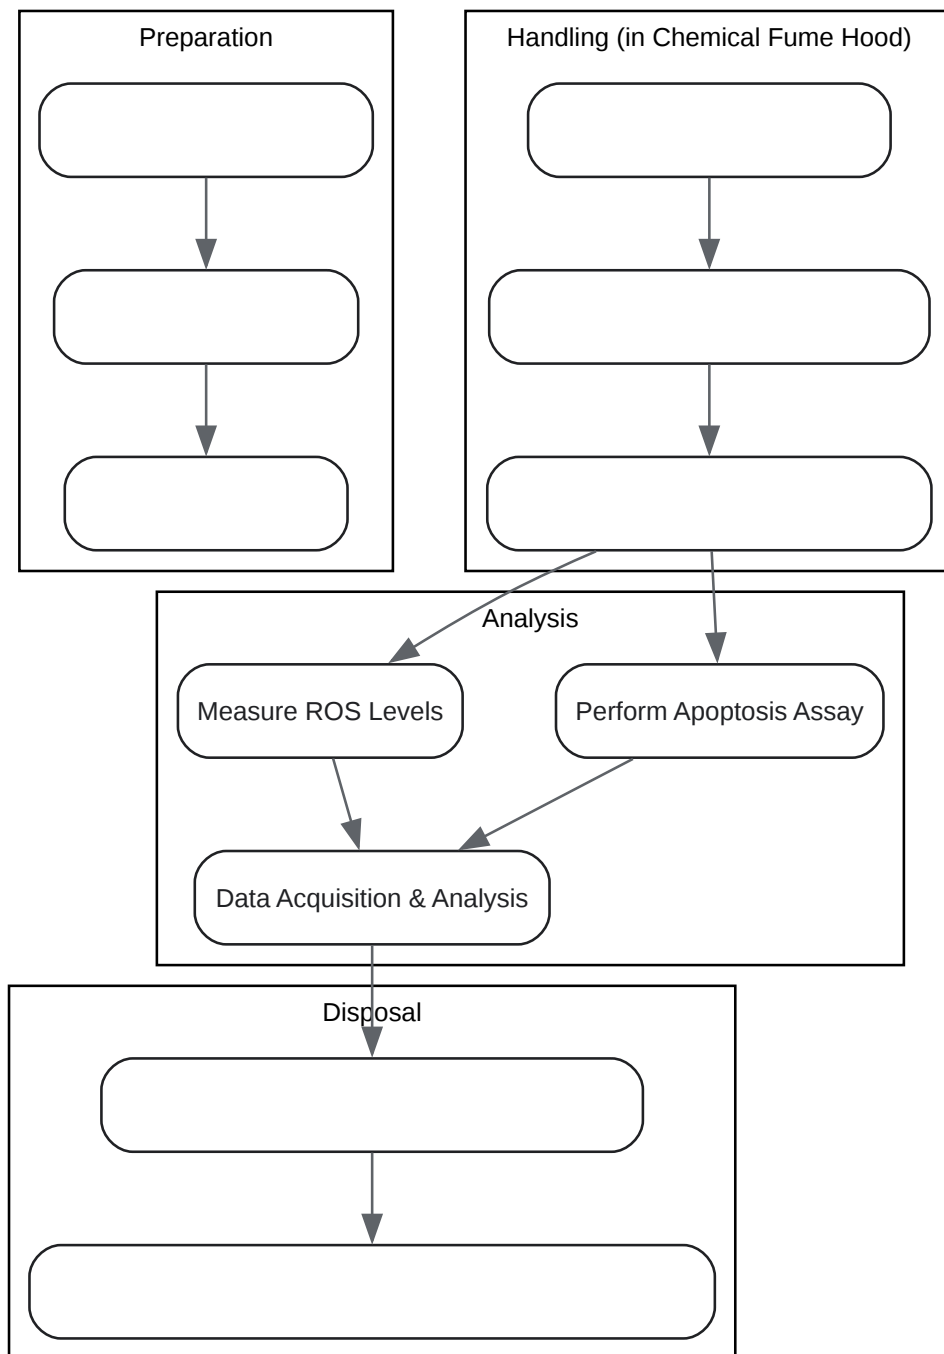 Preparation
Handling (in Chemical Fume Hood)
Analysis
Measure ROS Levels
Perform Apoptosis Assay
Data Acquisition & Analysis
Disposal